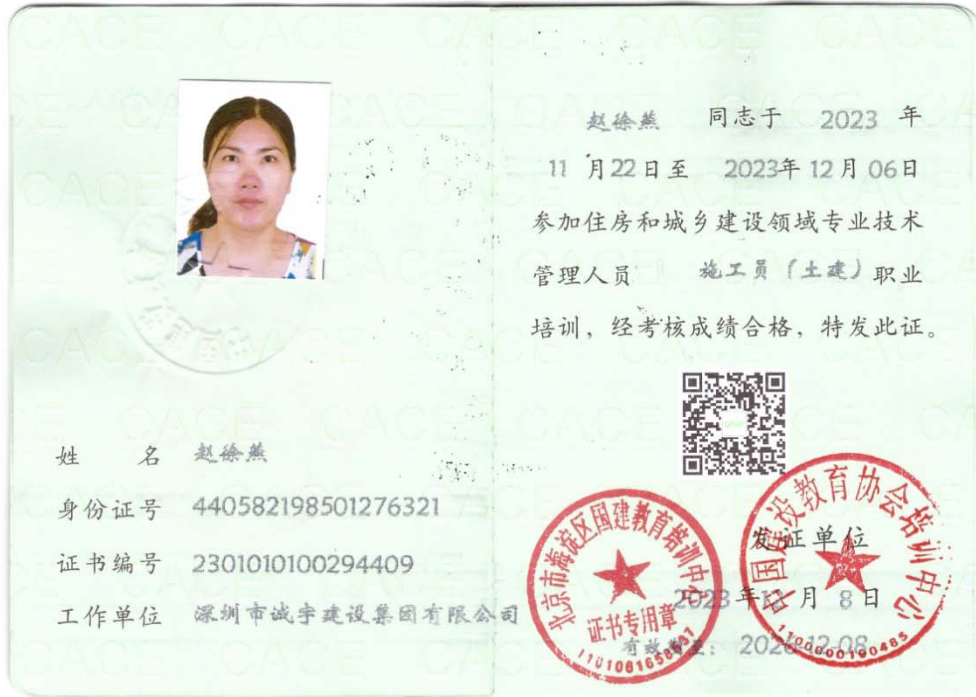 姓 名 赵徐燕
身份证号 440582198501276321
证书编号 2301010100294409
工作单位 深圳市诚宇建设集团有限公司
赵徐燕 同志于 2023 年
11 月22日至 2023年12月06日
参加住房和城乡建设领域专业技术
管理人员 施工员（土建）职业
培训，经考核成绩合格，特发此证。
北京市海淀区国建教育培训中心
证书专用章
中国建设教育协会培训中心
1100000190485
发证单位
2023年12月 8日
有效期至：2026-12-08
CACE